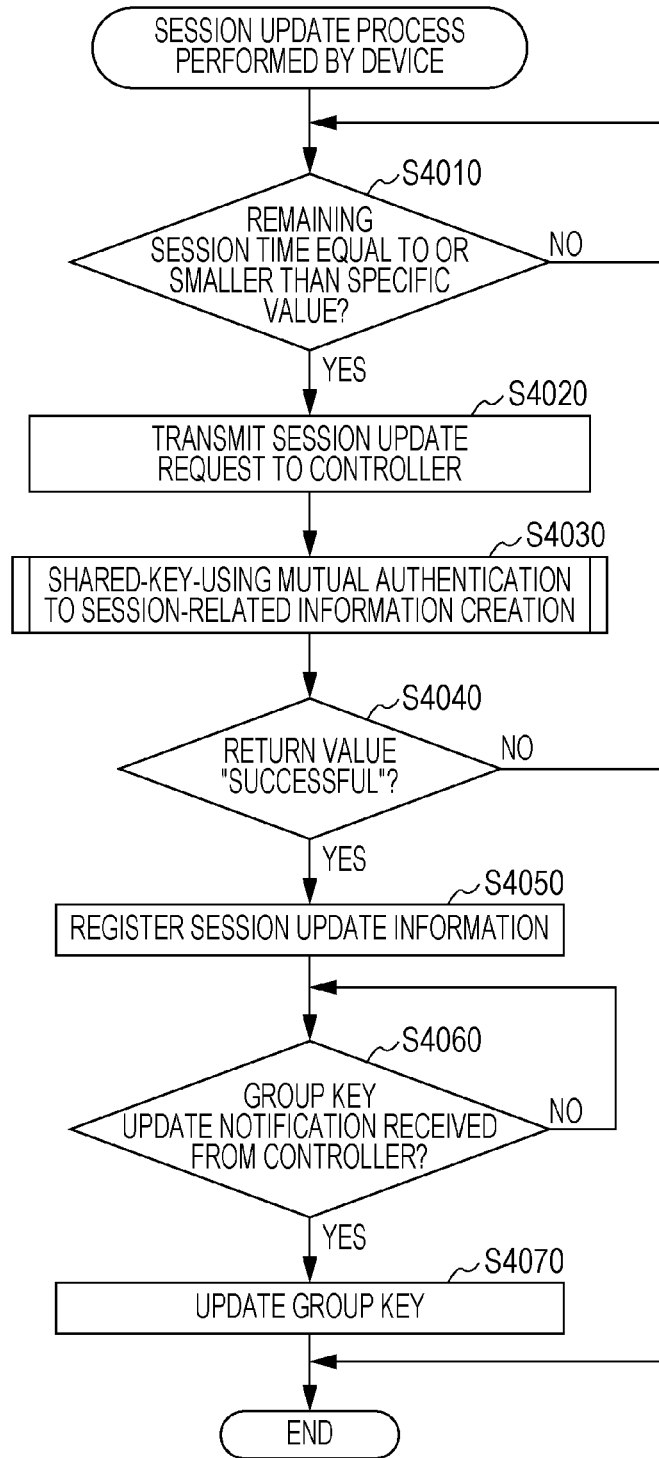 SESSION UPDATE PROCESS
PERFORMED BY DEVICE
S4010
REMAINING
SESSION TIME EQUAL TO OR
SMALLER THAN SPECIFIC
VALUE?
NO
YES
S4020
TRANSMIT SESSION UPDATE
REQUEST TO CONTROLLER
S4030
SHARED-KEY-USING MUTUAL AUTHENTICATION
TO SESSION-RELATED INFORMATION CREATION
S4040
RETURN VALUE
"SUCCESSFUL"?
NO
YES
S4050
REGISTER SESSION UPDATE INFORMATION
S4060
GROUP KEY
UPDATE NOTIFICATION RECEIVED
FROM CONTROLLER?
NO
YES
S4070
UPDATE GROUP KEY
END